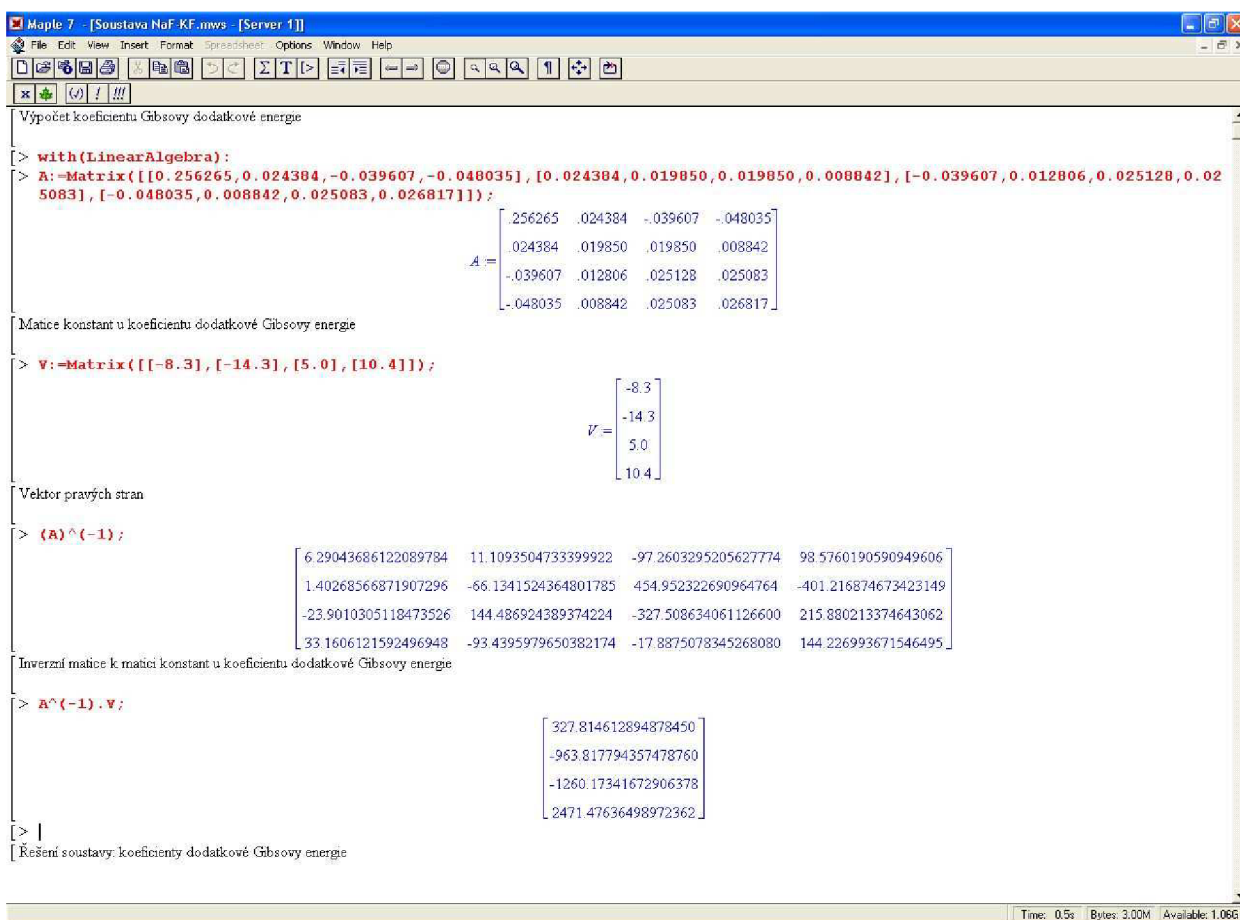 Maple 7 - [Soustava NaF-KF.mws - [Server 1]]
File Edit View Insert Format Spreadsheet Options Window Help
Výpočet koeficientu Gibsovy dodatkové energie
> with(LinearAlgebra):
> A:=Matrix([[0.256265,0.024384,-0.039607,-0.048035],[0.024384,0.019850,0.019850,0.008842],[-0.039607,0.012806,0.025128,0.02
5083],[-0.048035,0.008842,0.025083,0.026817]]);
.256265 .024384 -.039607 -.048035
.024384 .019850 .019850 .008842
A :=
-.039607 .012806 .025128 .025083
-.048035 .008842 .025083 .026817
Matice konstant u koeficientu dodatkové Gibsovy energie
> V:=Matrix([[-8.3],[-14.3],[5.0],[10.4]]);
-8.3
-14.3
V :=
5.0
10.4
Vektor pravých stran
> (A)^(-1);
6.29043686122089784 11.1093504733399922 -97.2603295205627774 98.5760190590949606
1.40268566871907296 -66.1341524364801785 454.952322690964764 -401.216874673423149
-23.9010305118473526 144.486924389374224 -327.508634061126600 215.880213374643062
33.1606121592496948 -93.4395979650382174 -17.8875078345268080 144.226993671546495
Inverzní matice k matici konstant u koeficientu dodatkové Gibsovy energie
> A^(-1).V;
327.814612894878450
-963.817794357478760
-1260.17341672906378
2471.47636498972362
>
Řešení soustavy: koeficienty dodatkové Gibsovy energie
Time: 0.5s Bytes: 3.00M Available: 1.06G